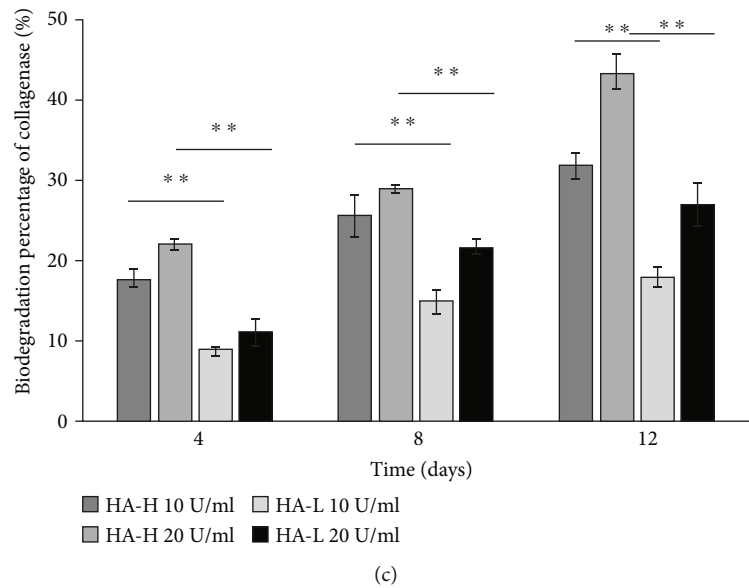 Biodegradation percentage of collagenase (%)
50
40
30
20
10
0
** **
**
**
**
**
4 8 12
Time (days)
HA-H 10 U/ml HA-L 10 U/ml
HA-H 20 U/ml HA-L 20 U/ml
(c)